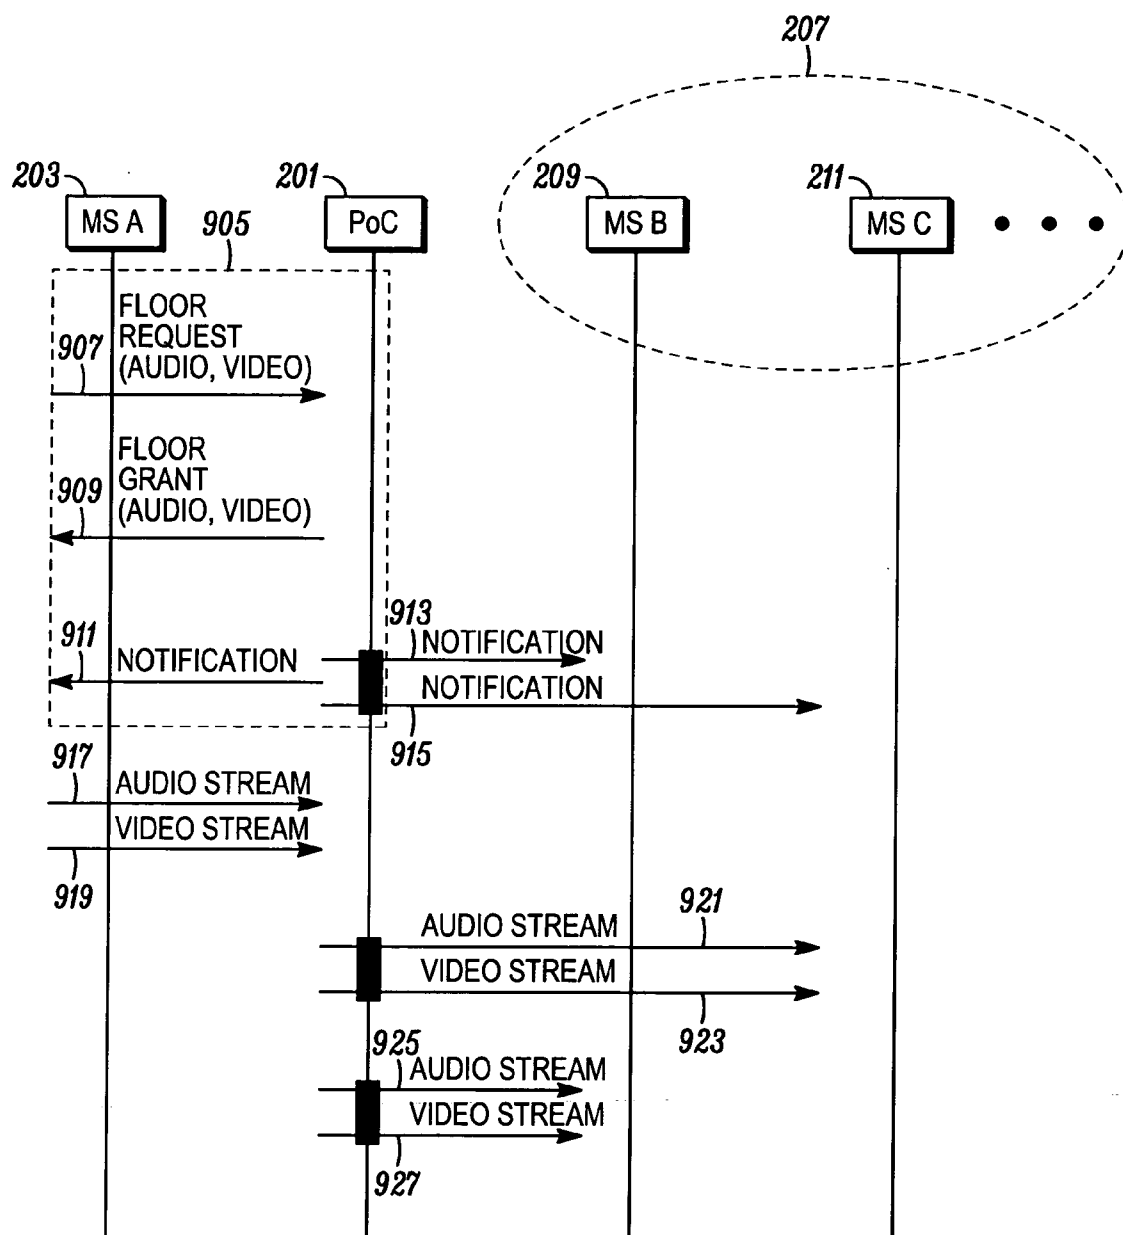 207
203
201
209
211
MS A
PoC
MS B
MS C
905
FLOOR
REQUEST
(AUDIO, VIDEO)
907
FLOOR
GRANT
(AUDIO, VIDEO)
909
913
911
NOTIFICATION
NOTIFICATION
NOTIFICATION
915
917
AUDIO STREAM
VIDEO STREAM
919
921
AUDIO STREAM
VIDEO STREAM
923
925
AUDIO STREAM
VIDEO STREAM
927